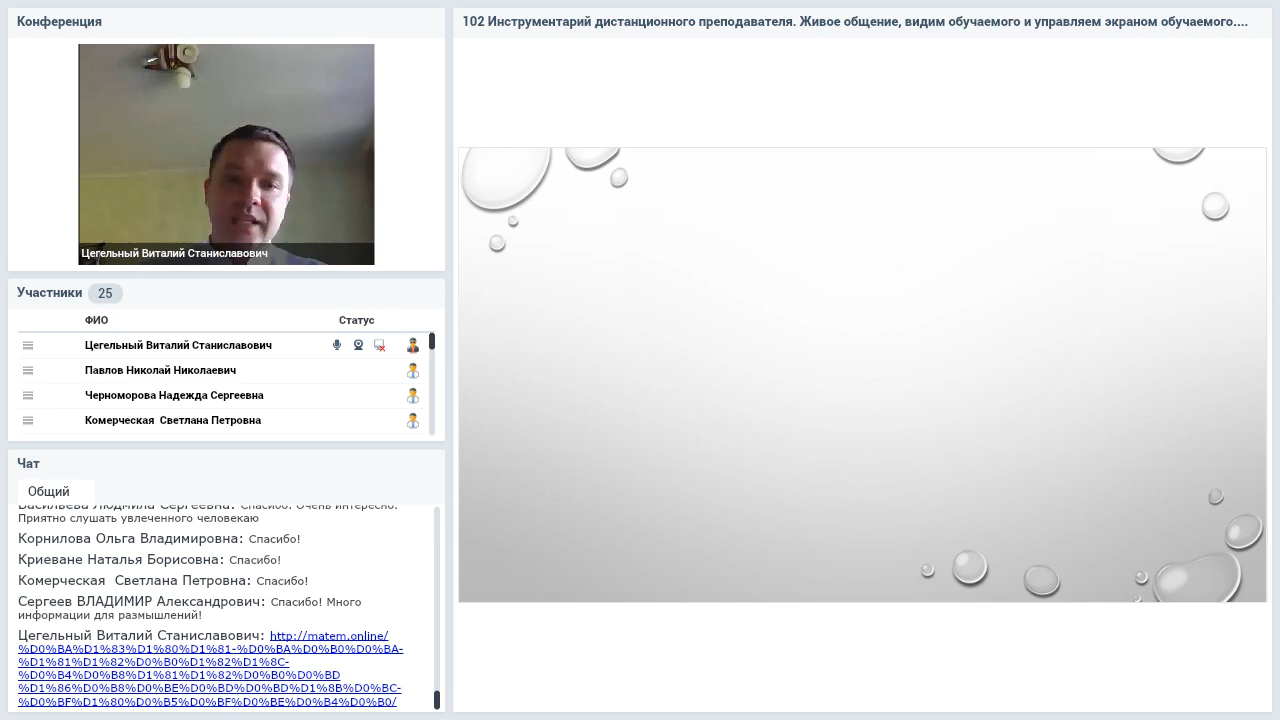 Конференция
Цегельный Виталий Станиславович
Участники 25
ФИО Статус
Цегельный Виталий Станиславович
Павлов Николай Николаевич
Черноморова Надежда Сергеевна
Комерческая Светлана Петровна
Чат
Общий
Васильева Людмила Сергеевна: Спасибо. Очень интересно.
Приятно слушать увлеченного человекаю
Корнилова Ольга Владимировна: Спасибо!
Криеване Наталья Борисовна: Спасибо!
Комерческая Светлана Петровна: Спасибо!
Сергеев ВЛАДИМИР Александрович: Спасибо! Много
информации для размышлений!
Цегельный Виталий Станиславович: http://matem.online/
%D0%BA%D1%83%D1%80%D1%81-%D0%BA%D0%B0%D0%BA-
%D1%81%D1%82%D0%B0%D1%82%D1%8C-
%D0%B4%D0%B8%D1%81%D1%82%D0%B0%D0%BD
%D1%86%D0%B8%D0%BE%D0%BD%D0%BD%D1%8B%D0%BC-
%D0%BF%D1%80%D0%B5%D0%BF%D0%BE%D0%B4%D0%B0/
102 Инструментарий дистанционного преподавателя. Живое общение, видим обучаемого и управляем экраном обучаемого....